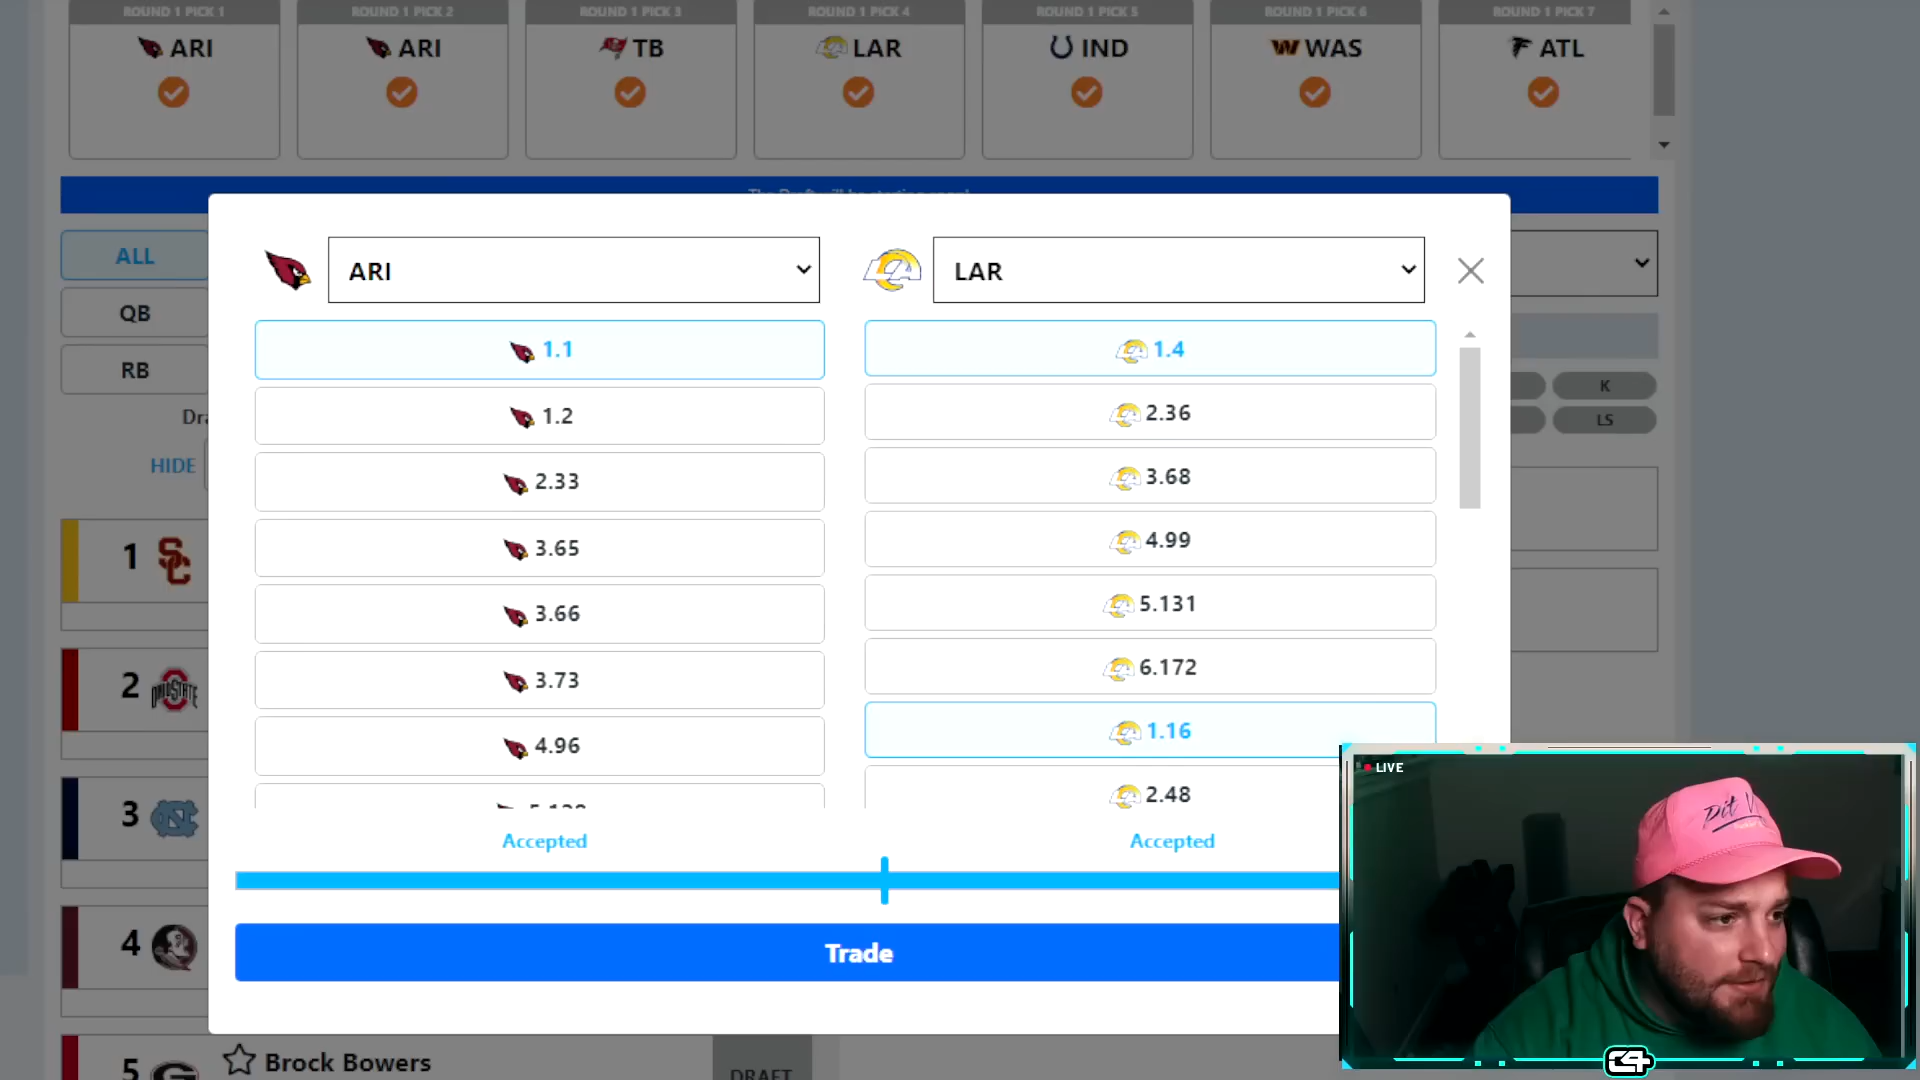 ROUND 1 PICK 1 ROUND 1 PICK 2 ROUND 1 PICK 3 ROUND 1 PICK 4 ROUND 1 PICK 5 ROUND 1 PICK 6 ROUND 1 PICK 7
ARI ARI TB LAR IND WAS ATL
ARI LAR
ALL
QB
RB
HIDE
K
LS
1.1 1.4
1.2 2.36
2.33 3.68
3.65 4.99
3.66 5.131
3.73 6.172
4.96 1.16
2.48
Accepted Accepted
Trade
1 SC
2 OHIO STATE
3
4
5 G Brock Bowers
DRAFT
LIVE
Pit